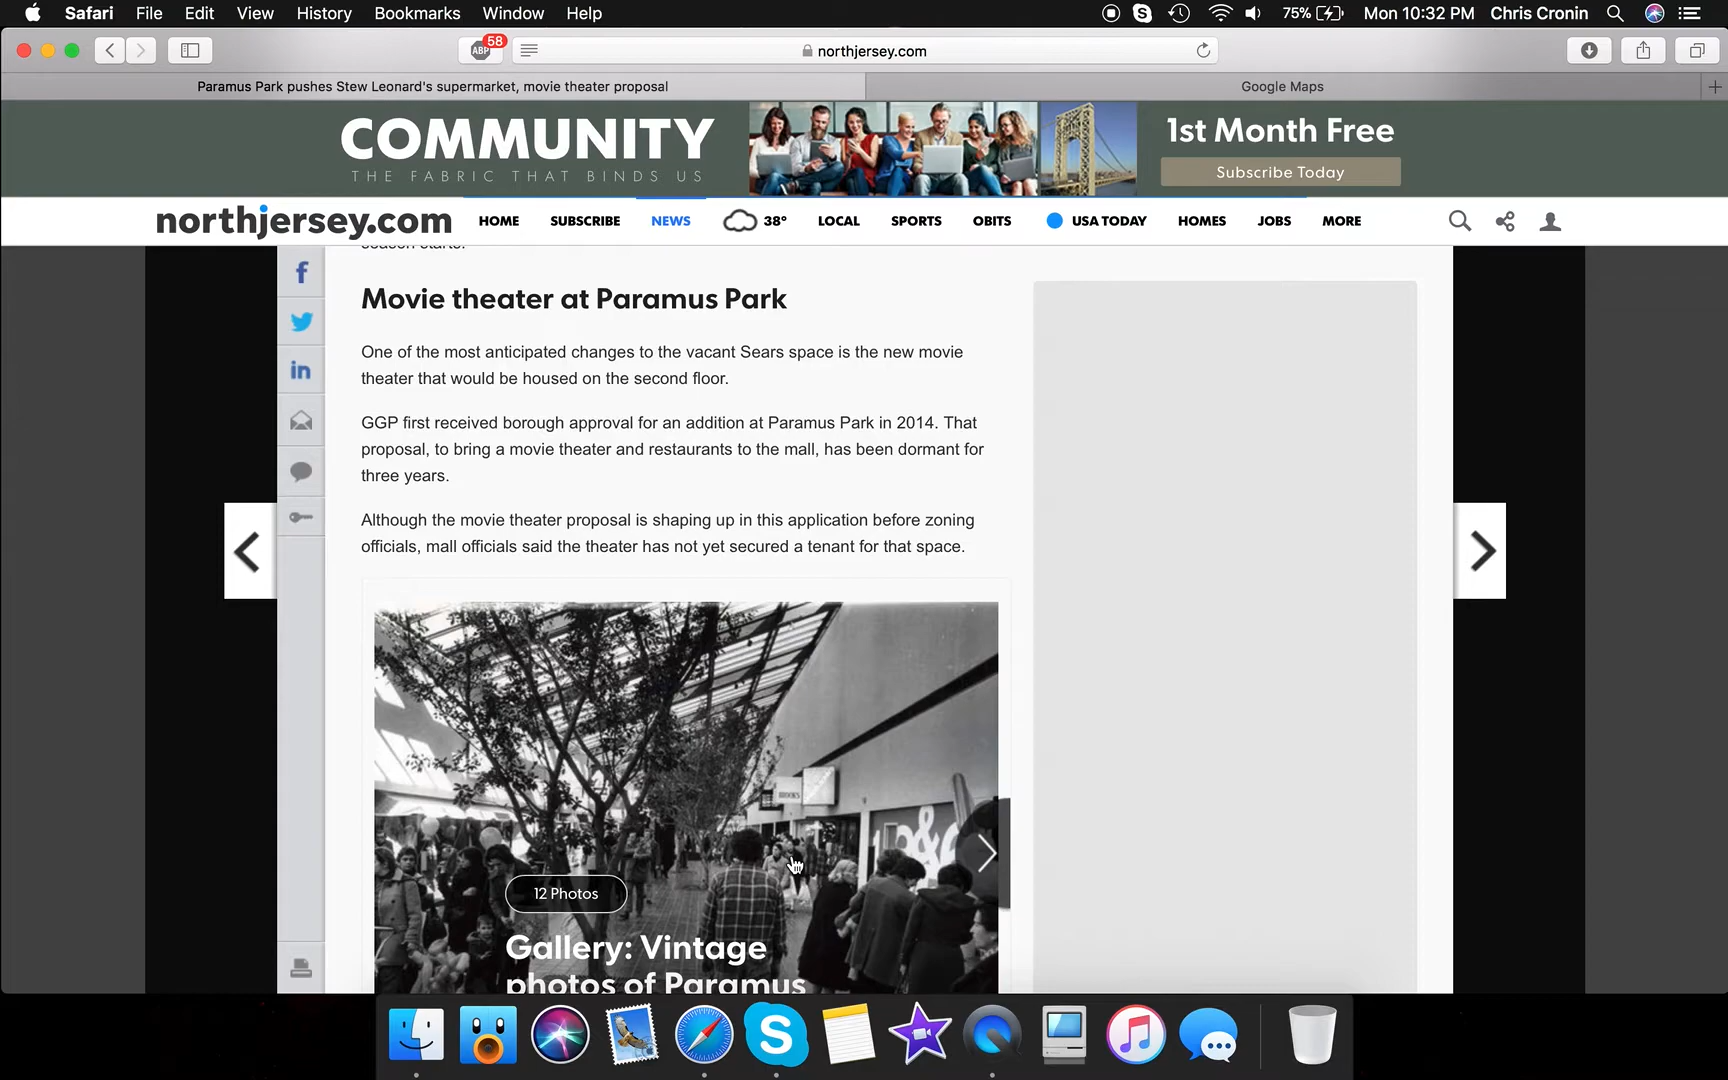 Safari File Edit View History Bookmarks Window Help 75% Mon 10:32 PM Chris Cronin
ABP 58 northjersey.com
Paramus Park pushes Stew Leonard's supermarket, movie theater proposal Google Maps
COMMUNITY
THE FABRIC THAT BINDS US
1st Month Free
Subscribe Today
northjersey.com HOME SUBSCRIBE NEWS 38° LOCAL SPORTS OBITS USA TODAY HOMES JOBS MORE
season starts.
Movie theater at Paramus Park
One of the most anticipated changes to the vacant Sears space is the new movie
theater that would be housed on the second floor.
GGP first received borough approval for an addition at Paramus Park in 2014. That
proposal, to bring a movie theater and restaurants to the mall, has been dormant for
three years.
Although the movie theater proposal is shaping up in this application before zoning
officials, mall officials said the theater has not yet secured a tenant for that space.
BROOK'S
12 Photos
Gallery: Vintage
photos of Paramus